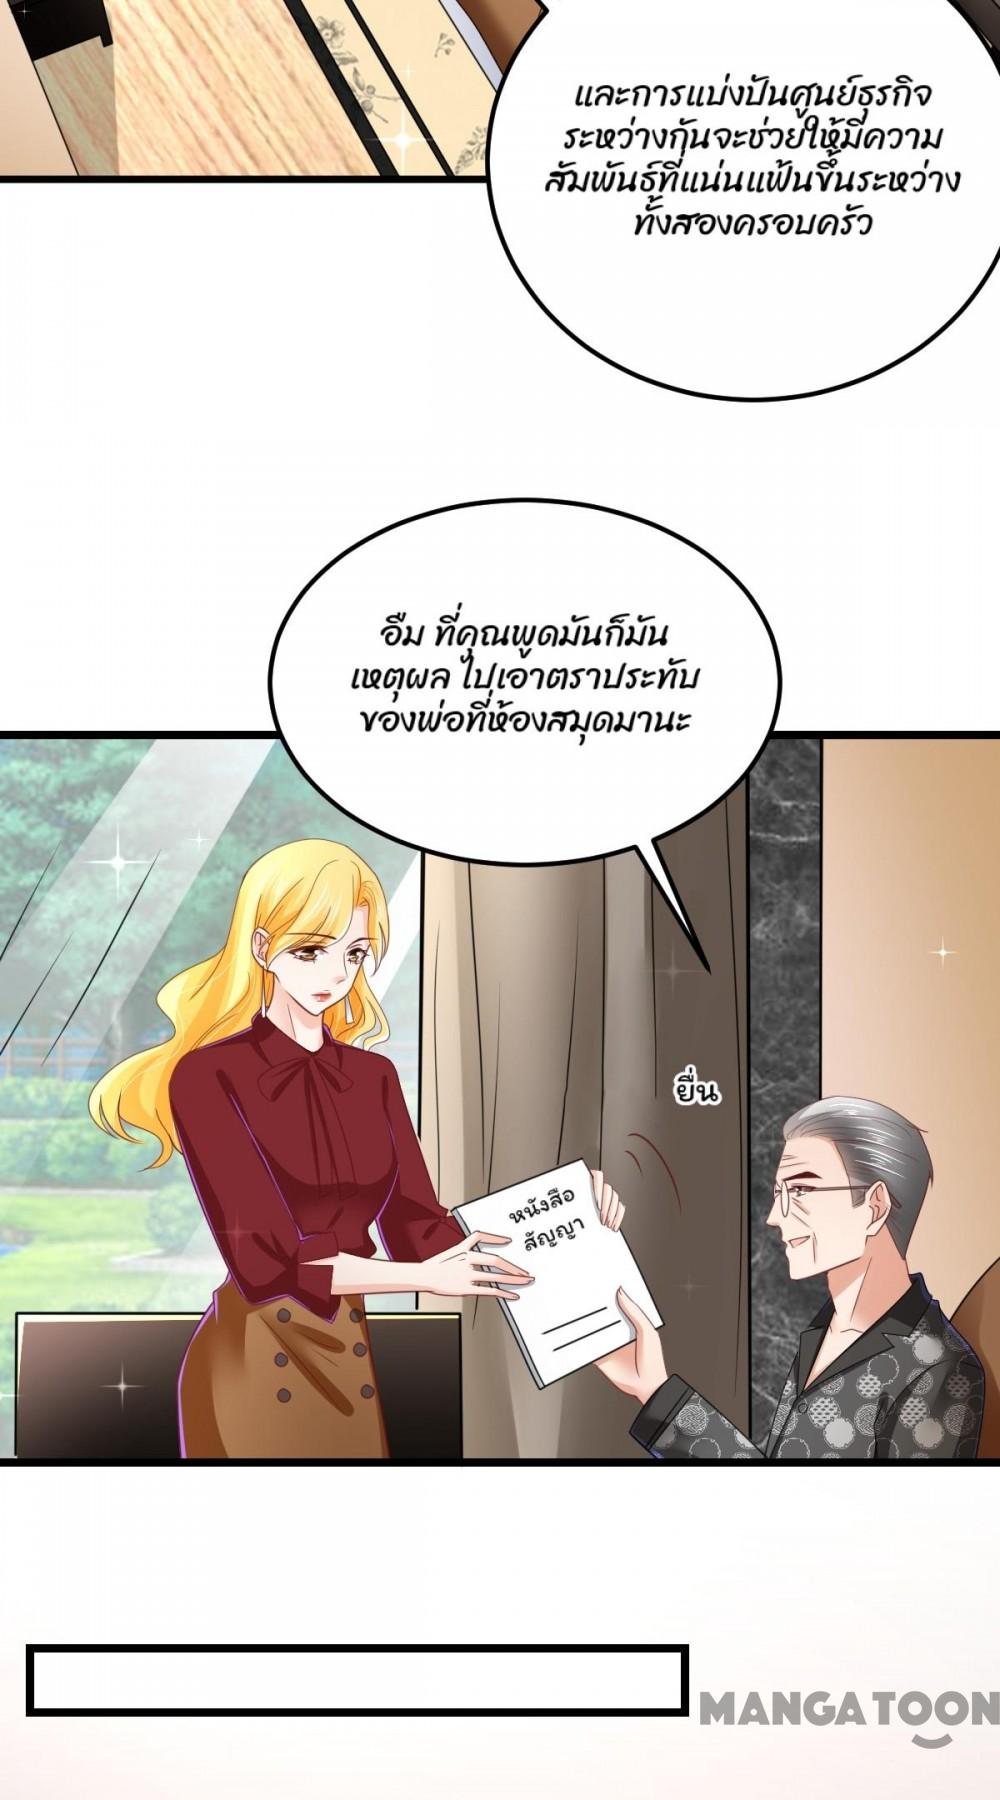 และการแบ่งปันศูนย์ธุรกิจ
ระหว่างกันจะช่วยให้มีความ
สัมพันธ์ที่แน่นแฟ้นขึ้นระหว่าง
ทั้งสองครอบครัว
อืม ที่คุณพูดมันก็มัน
เหตุผล ไปเอาตราประทับ
ของพ่อที่ห้องสมุดมานะ
ยื่น
หนังสือ
สัญญา
MANGATOON